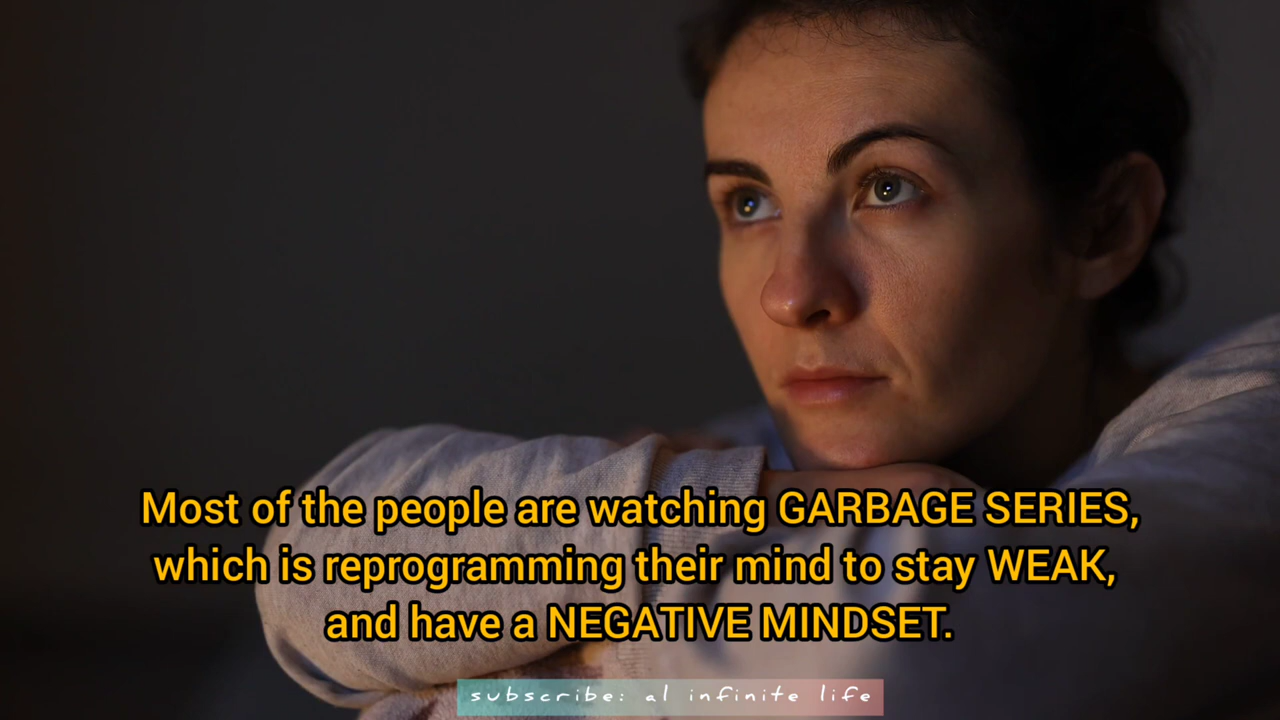 Most of the people are watching GARBAGE SERIES,
which is reprogramming their mind to stay WEAK,
and have a NEGATIVE MINDSET.
subscribe: al infinite life